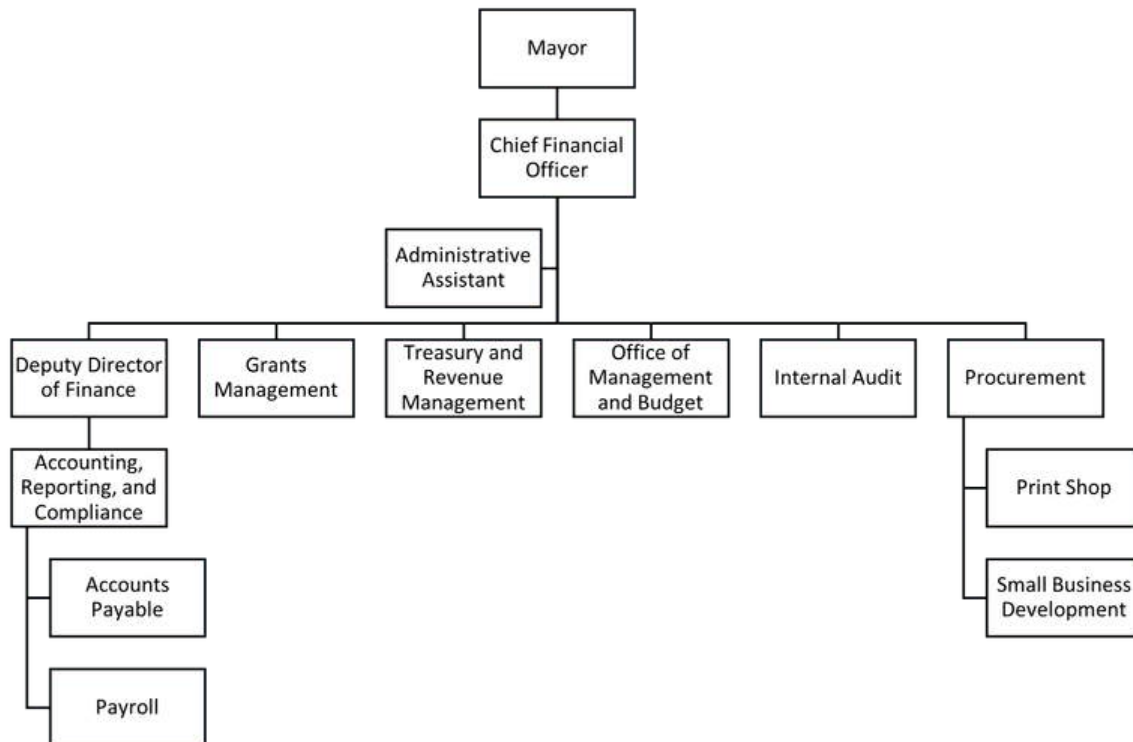 Mayor
Chief Financial
Officer
Administrative
Assistant
Deputy Director
of Finance
Grants
Management
Treasury and
Revenue
Management
Office of
Management
and Budget
Internal Audit
Procurement
Accounting,
Reporting, and
Compliance
Print Shop
Accounts
Payable
Small Business
Development
Payroll